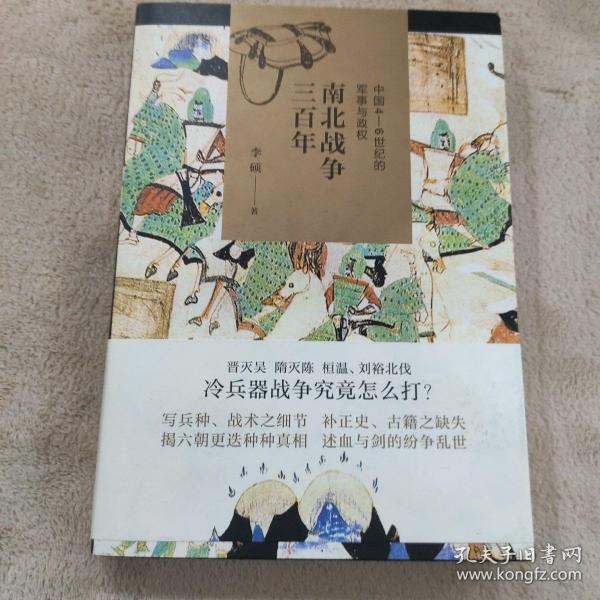 中国4—6世纪的
军事与政权
南北战争
三百年
李硕——著
晋灭吴 隋灭陈 桓温、刘裕北伐
冷兵器战争究竟怎么打？
写兵种、战术之细节 补正史、古籍之缺失
揭六朝更迭种种真相 述血与剑的纷争乱世
孔夫子旧书网
www.kongfz.com